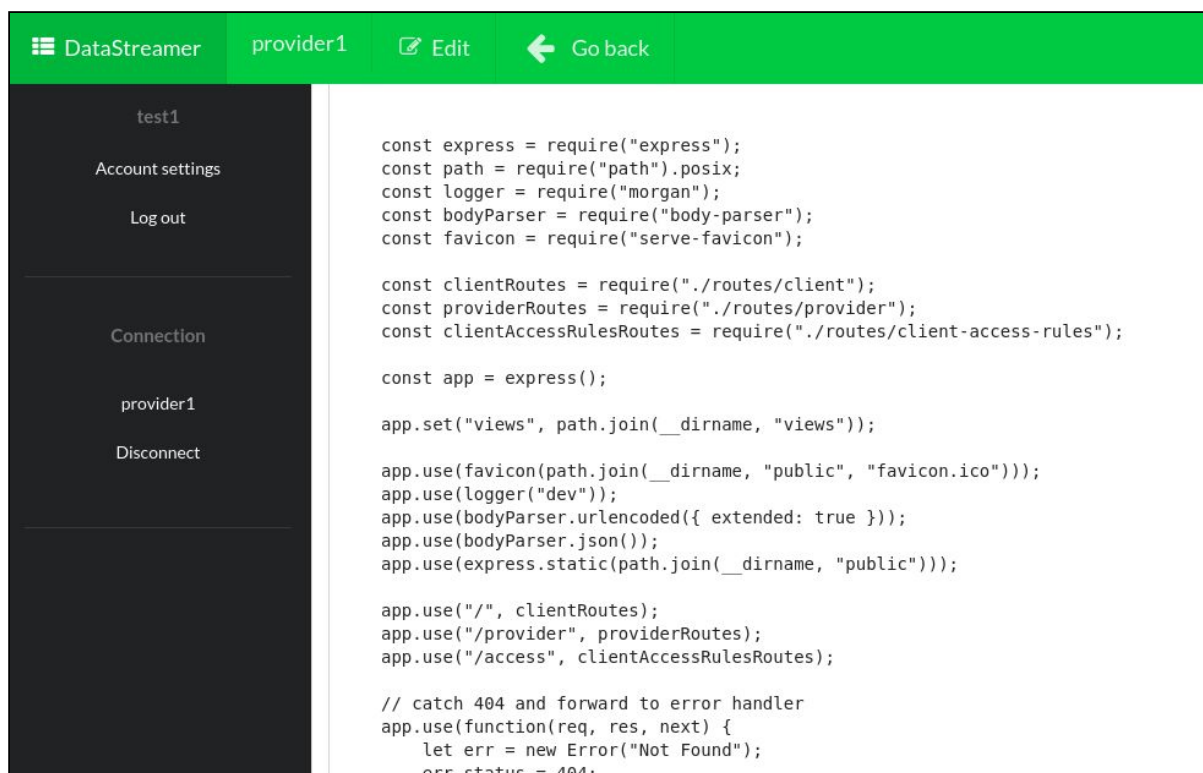 DataStreamer provider1 Edit Go back
test1
Account settings
Log out
Connection
provider1
Disconnect
const express = require("express");
const path = require("path").posix;
const logger = require("morgan");
const bodyParser = require("body-parser");
const favicon = require("serve-favicon");
const clientRoutes = require("./routes/client");
const providerRoutes = require("./routes/provider");
const clientAccessRulesRoutes = require("./routes/client-access-rules");
const app = express();
app.set("views", path.join(__dirname, "views"));
app.use(favicon(path.join(__dirname, "public", "favicon.ico")));
app.use(logger("dev"));
app.use(bodyParser.urlencoded({ extended: true }));
app.use(bodyParser.json());
app.use(express.static(path.join(__dirname, "public")));
app.use("/", clientRoutes);
app.use("/provider", providerRoutes);
app.use("/access", clientAccessRulesRoutes);
// catch 404 and forward to error handler
app.use(function(req, res, next) {
    let err = new Error("Not Found");
    err.status = 404;